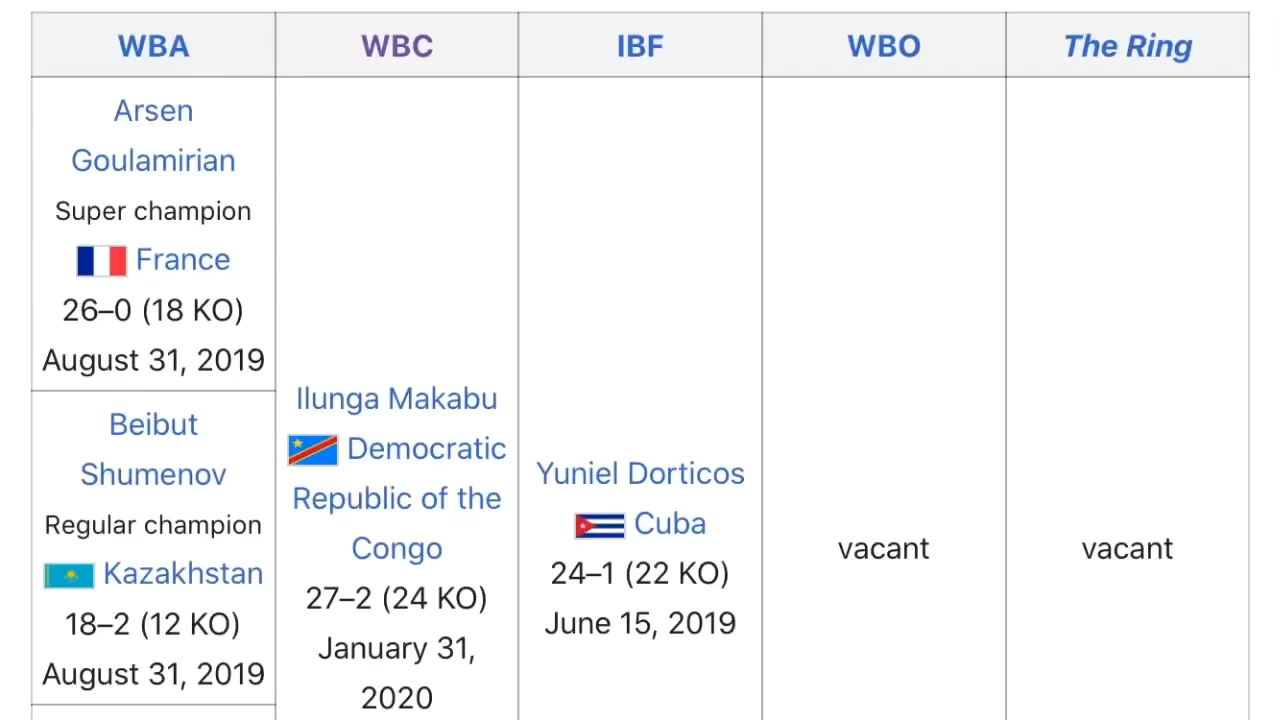 WBA
WBC
IBF
WBO
The Ring
Arsen
Goulamirian
Super champion
France
26–0 (18 KO)
August 31, 2019
Beibut
Shumenov
Regular champion
Kazakhstan
18–2 (12 KO)
August 31, 2019
Ilunga Makabu
Democratic
Republic of the
Congo
27–2 (24 KO)
January 31,
2020
Yuniel Dorticos
Cuba
24–1 (22 KO)
June 15, 2019
vacant
vacant